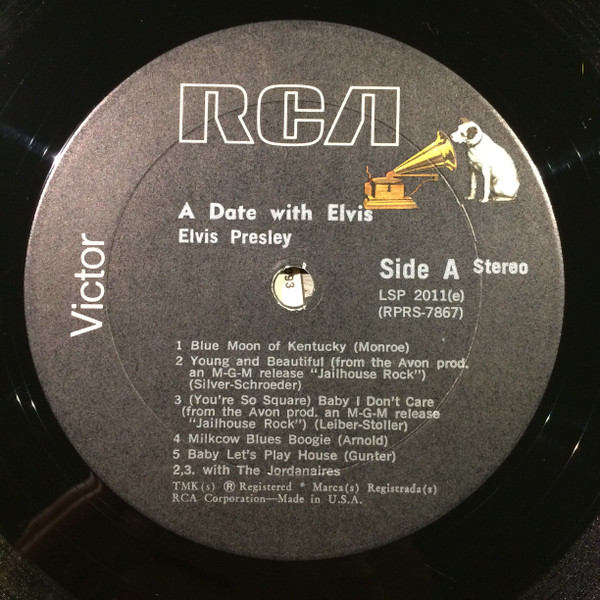 RCA
A Date with Elvis
Elvis Presley
Victor
Side A Stereo
LSP 2011(e)
(RPRS-7867)
93
1 Blue Moon of Kentucky (Monroe)
2 Young and Beautiful (from the Avon prod.
an M-G-M release "Jailhouse Rock")
(Silver-Schroeder)
3 (You're So Square) Baby I Don't Care
(from the Avon prod. an M-G-M release
"Jailhouse Rock") (Leiber-Stoller)
4 Milkcow Blues Boogie (Arnold)
5 Baby Let's Play House (Gunter)
2,3. with The Jordanaires
TMK(s) ® Registered * Marca(s) Registrada(s)
RCA Corporation—Made in U.S.A.